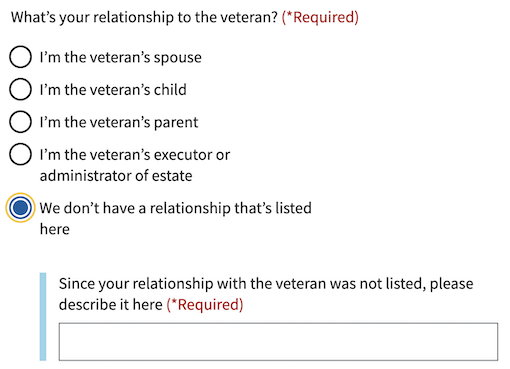 What's your relationship to the veteran? (*Required)
I'm the veteran's spouse
I'm the veteran's child
I'm the veteran's parent
I'm the veteran's executor or
administrator of estate
We don't have a relationship that's listed
here
Since your relationship with the veteran was not listed, please
describe it here (*Required)